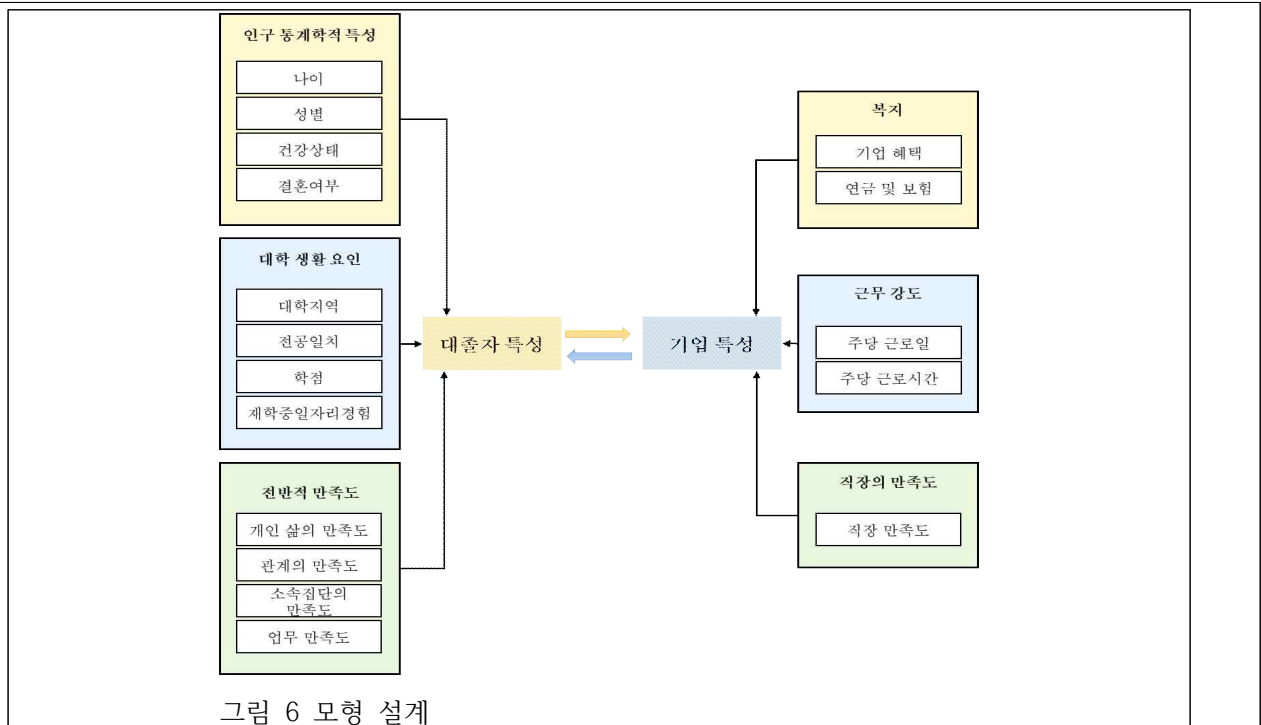 인구 통계학적 특성
나이
성별
건강상태
결혼여부
대학 생활 요인
대학지역
전공일치
학점
재학중일자리경험
전반적 만족도
개인 삶의 만족도
관계의 만족도
소속집단의
만족도
업무 만족도
대졸자 특성
기업 특성
복지
기업 혜택
연금 및 보험
근무 강도
주당 근로일
주당 근로시간
직장의 만족도
직장 만족도
그림 6 모형 설계